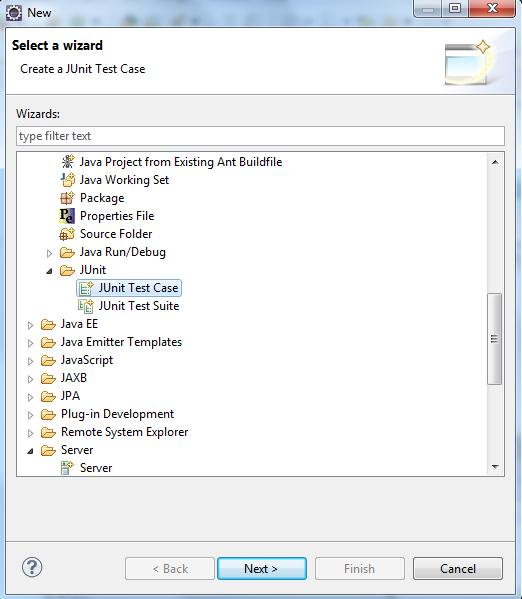 New
Select a wizard
Create a JUnit Test Case
Wizards:
type filter text
Java Project from Existing Ant Buildfile
Java Working Set
Package
Properties File
Source Folder
Java Run/Debug
JUnit
JUnit Test Case
JUnit Test Suite
Java EE
Java Emitter Templates
JavaScript
JAXB
JPA
Plug-in Development
Remote System Explorer
Server
Server
? < Back Next > Finish Cancel